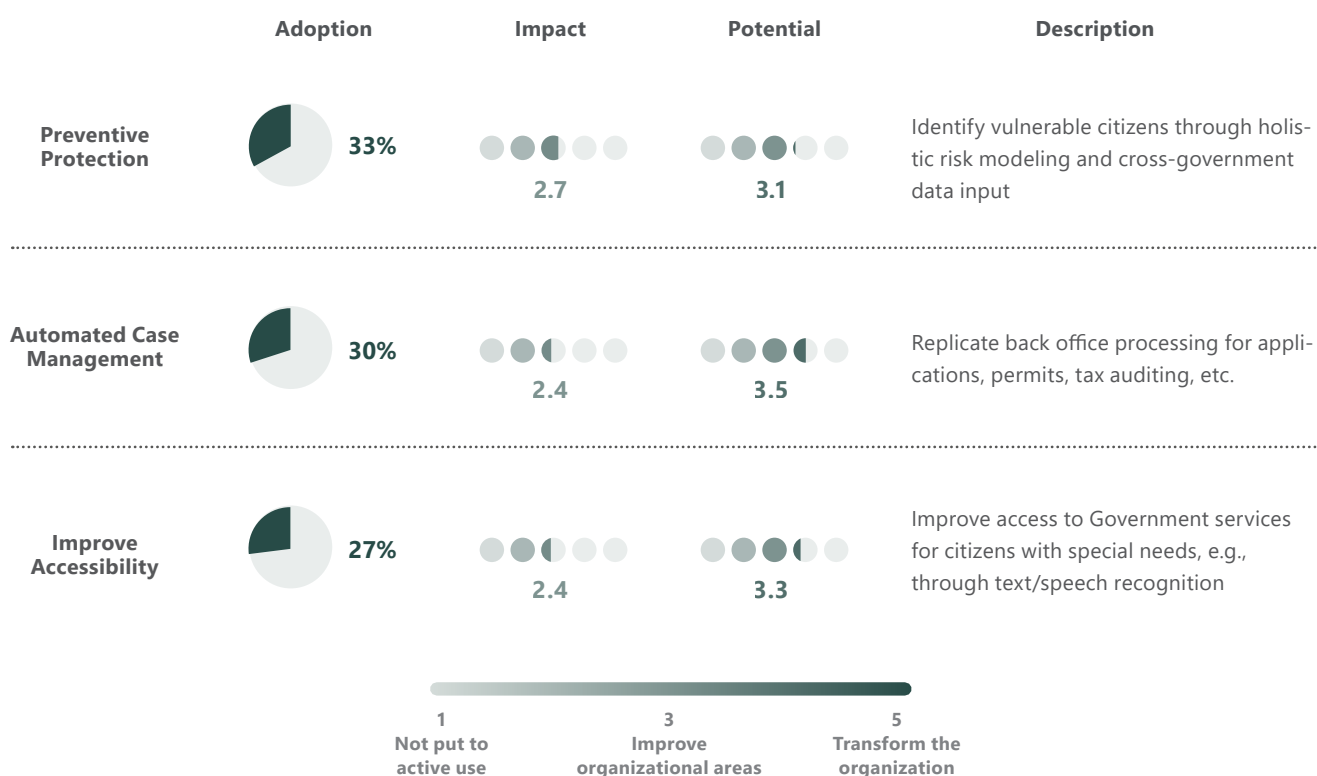 Adoption Impact Potential Description
Preventive
Protection
33%
2.7
3.1
Identify vulnerable citizens through holis-
tic risk modeling and cross-government
data input
Automated Case
Management
30%
2.4
3.5
Replicate back office processing for appli-
cations, permits, tax auditing, etc.
Improve
Accessibility
27%
2.4
3.3
Improve access to Government services
for citizens with special needs, e.g.,
through text/speech recognition
1
Not put to
active use
3
Improve
organizational areas
5
Transform the
organization